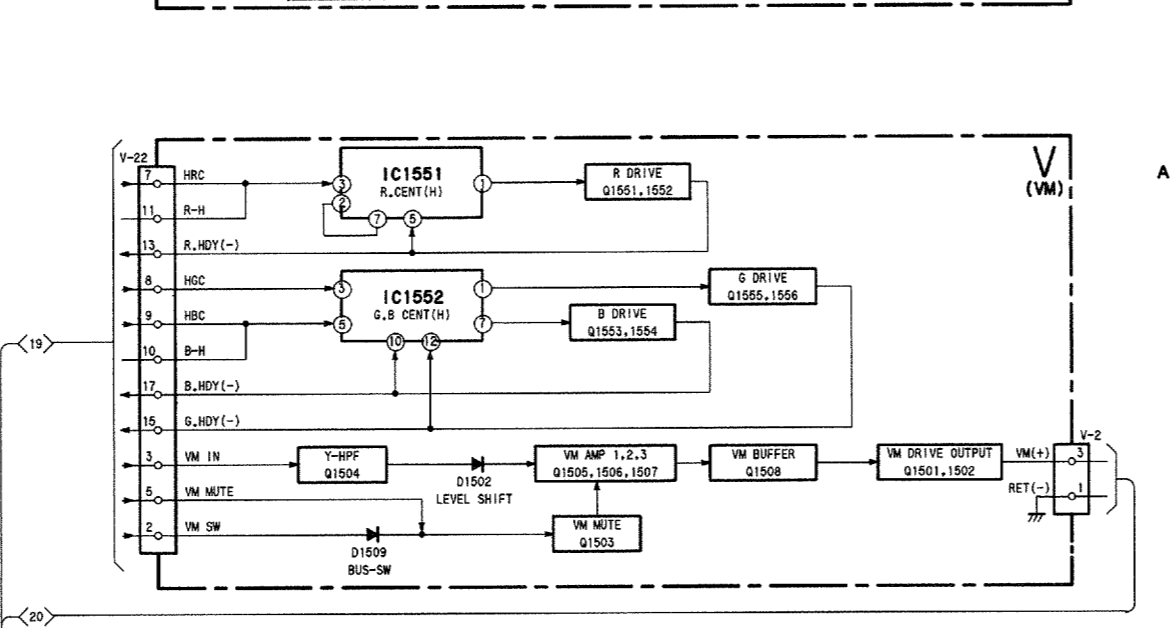 A
V
(VM)
V-22
7 HRC
11 R-H
13 R.HDY(-)
8 HGC
9 HBC
10 B-H
17 B.HDY(-)
15 G.HDY(-)
3 VM IN
5 VM MUTE
2 VM SW
IC1551
R.CENT(H)
3
2
7
5
1
R DRIVE
Q1551,1552
IC1552
G,B CENT(H)
3
5
10
12
1
7
G DRIVE
Q1555,1556
B DRIVE
Q1553,1554
19
Y-HPF
Q1504
D1502
LEVEL SHIFT
VM AMP 1,2,3
Q1505,1506,1507
VM BUFFER
Q1508
VM DRIVE OUTPUT
Q1501,1502
VM(+)
RET(-)
V-2
3
1
VM MUTE
Q1503
D1509
BUS-SW
20